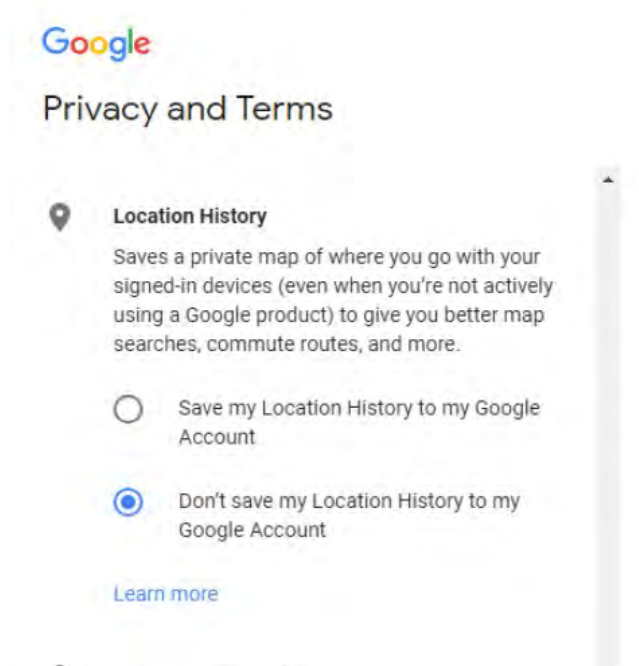 Google
Privacy and Terms
Location History
Saves a private map of where you go with your
signed-in devices (even when you're not actively
using a Google product) to give you better map
searches, commute routes, and more.
Save my Location History to my Google
Account
Don't save my Location History to my
Google Account
Learn more